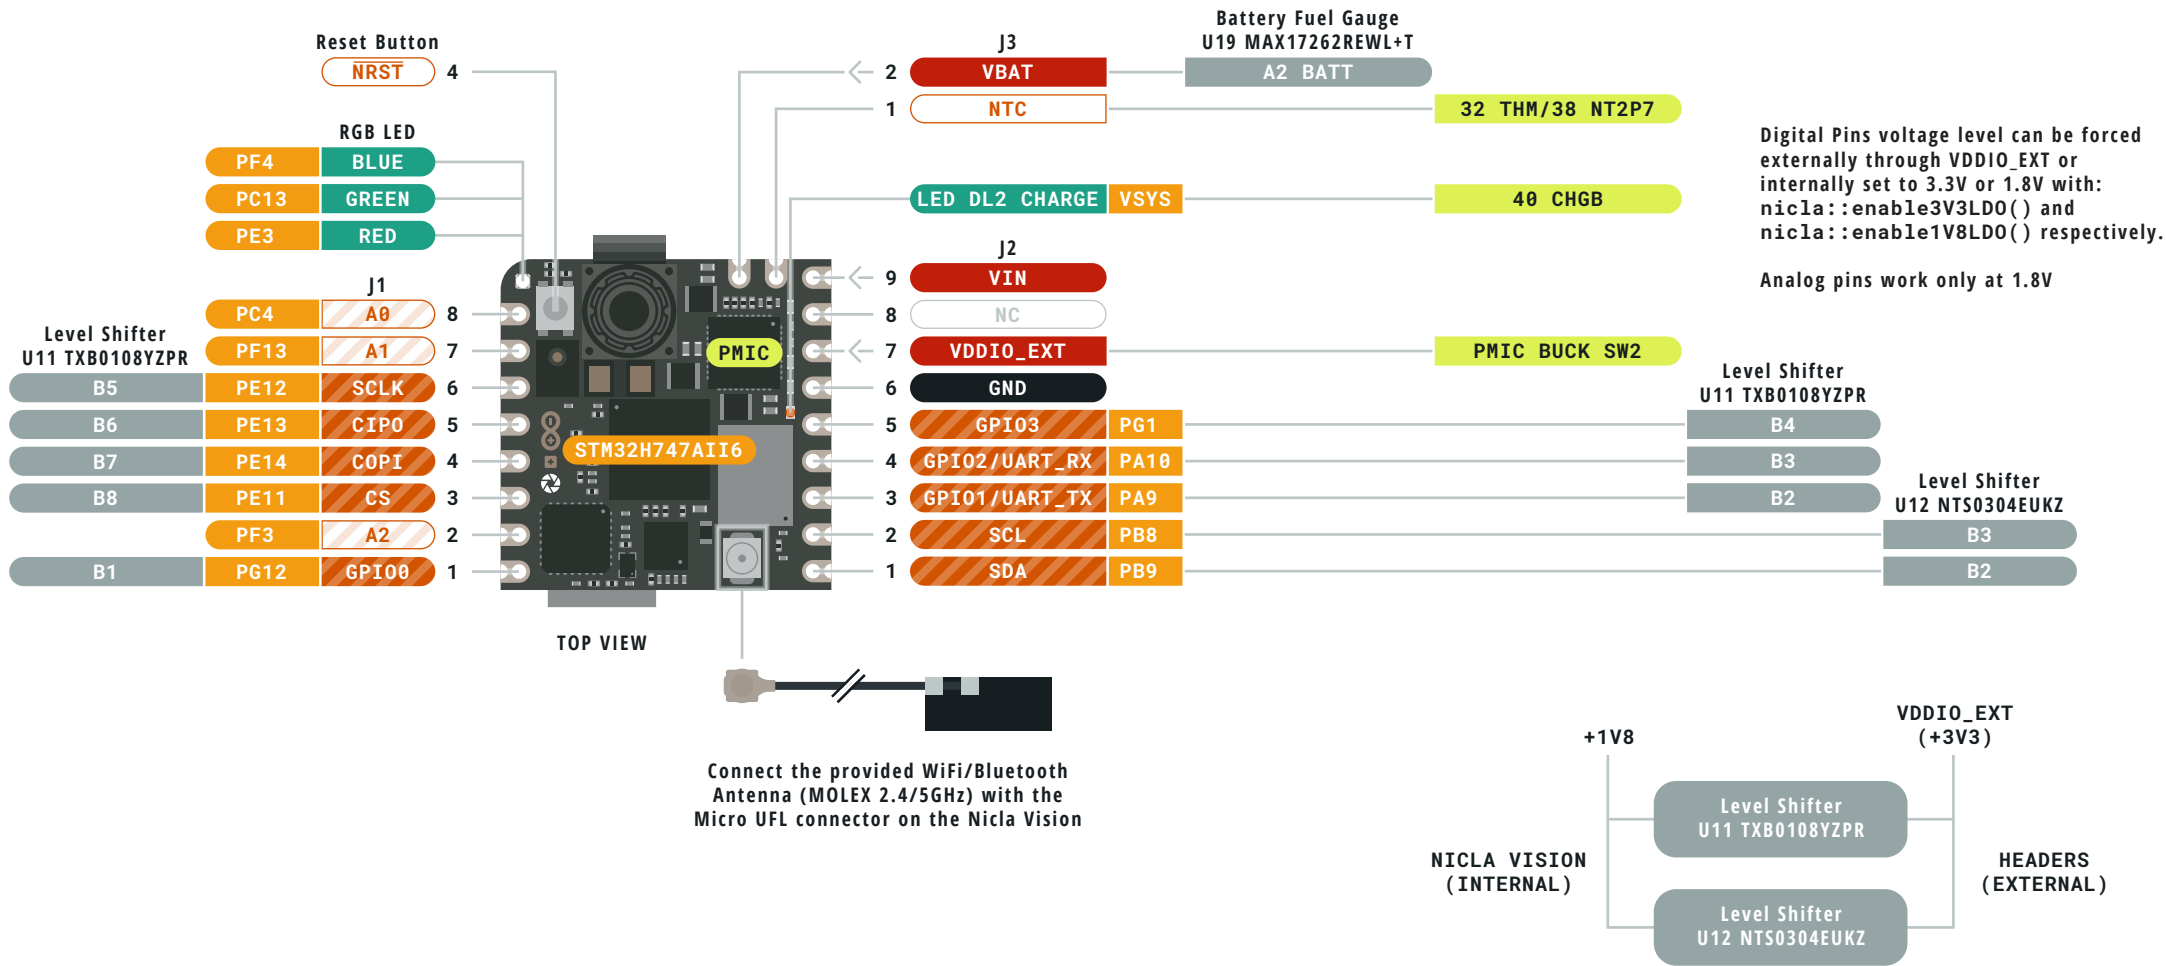 Reset Button
NRST 4
RGB LED
PF4 BLUE
PC13 GREEN
PE3 RED
J1
PC4 A0 8
Level Shifter
U11 TXB0108YZPR
PF13 A1 7
B5 PE12 SCLK 6
B6 PE13 CIPO 5
B7 PE14 COPI 4
B8 PE11 CS 3
PF3 A2 2
B1 PG12 GPIO0 1
PMIC
STM32H747AII6
TOP VIEW
Battery Fuel Gauge
U19 MAX17262REWL+T
J3
2 VBAT A2 BATT
1 NTC 32 THM/38 NT2P7
LED DL2 CHARGE VSYS 40 CHGB
J2
9 VIN
8 NC
7 VDDIO_EXT PMIC BUCK SW2
6 GND
Level Shifter
U11 TXB0108YZPR
5 GPIO3 PG1 B4
4 GPIO2/UART_RX PA10 B3
3 GPIO1/UART_TX PA9 B2
Level Shifter
U12 NTS0304EUKZ
2 SCL PB8 B3
1 SDA PB9 B2
Digital Pins voltage level can be forced
externally through VDDIO_EXT or
internally set to 3.3V or 1.8V with:
nicla::enable3V3LDO() and
nicla::enable1V8LDO() respectively.
Analog pins work only at 1.8V
Connect the provided WiFi/Bluetooth
Antenna (MOLEX 2.4/5GHz) with the
Micro UFL connector on the Nicla Vision
+1V8
VDDIO_EXT
(+3V3)
Level Shifter
U11 TXB0108YZPR
NICLA VISION
(INTERNAL)
HEADERS
(EXTERNAL)
Level Shifter
U12 NTS0304EUKZ